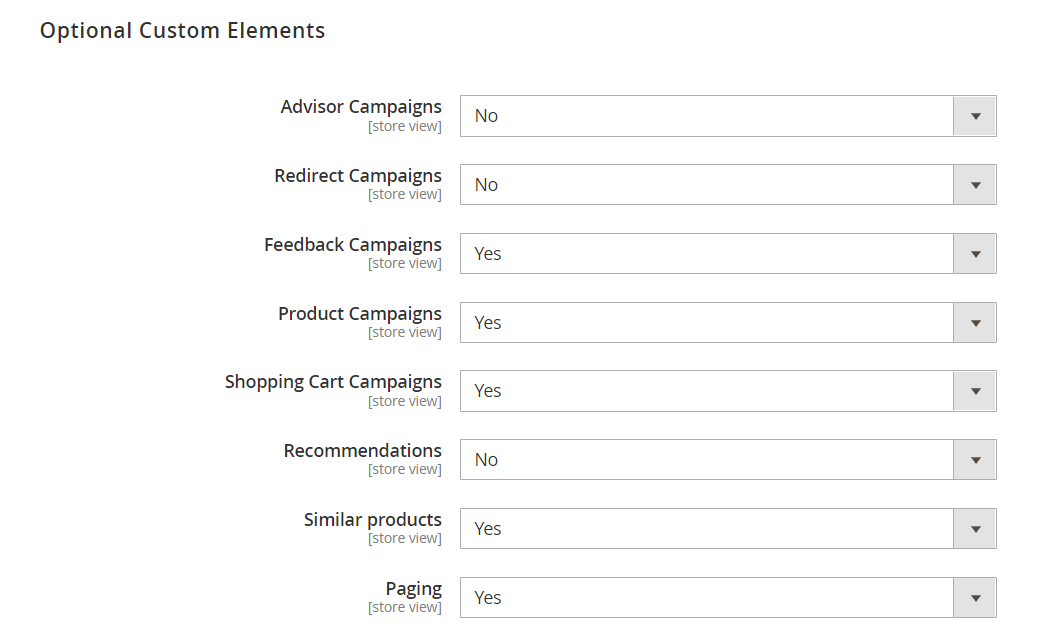 Optional Custom Elements
Advisor Campaigns
[store view]
No
Redirect Campaigns
[store view]
No
Feedback Campaigns
[store view]
Yes
Product Campaigns
[store view]
Yes
Shopping Cart Campaigns
[store view]
Yes
Recommendations
[store view]
No
Similar products
[store view]
Yes
Paging
[store view]
Yes